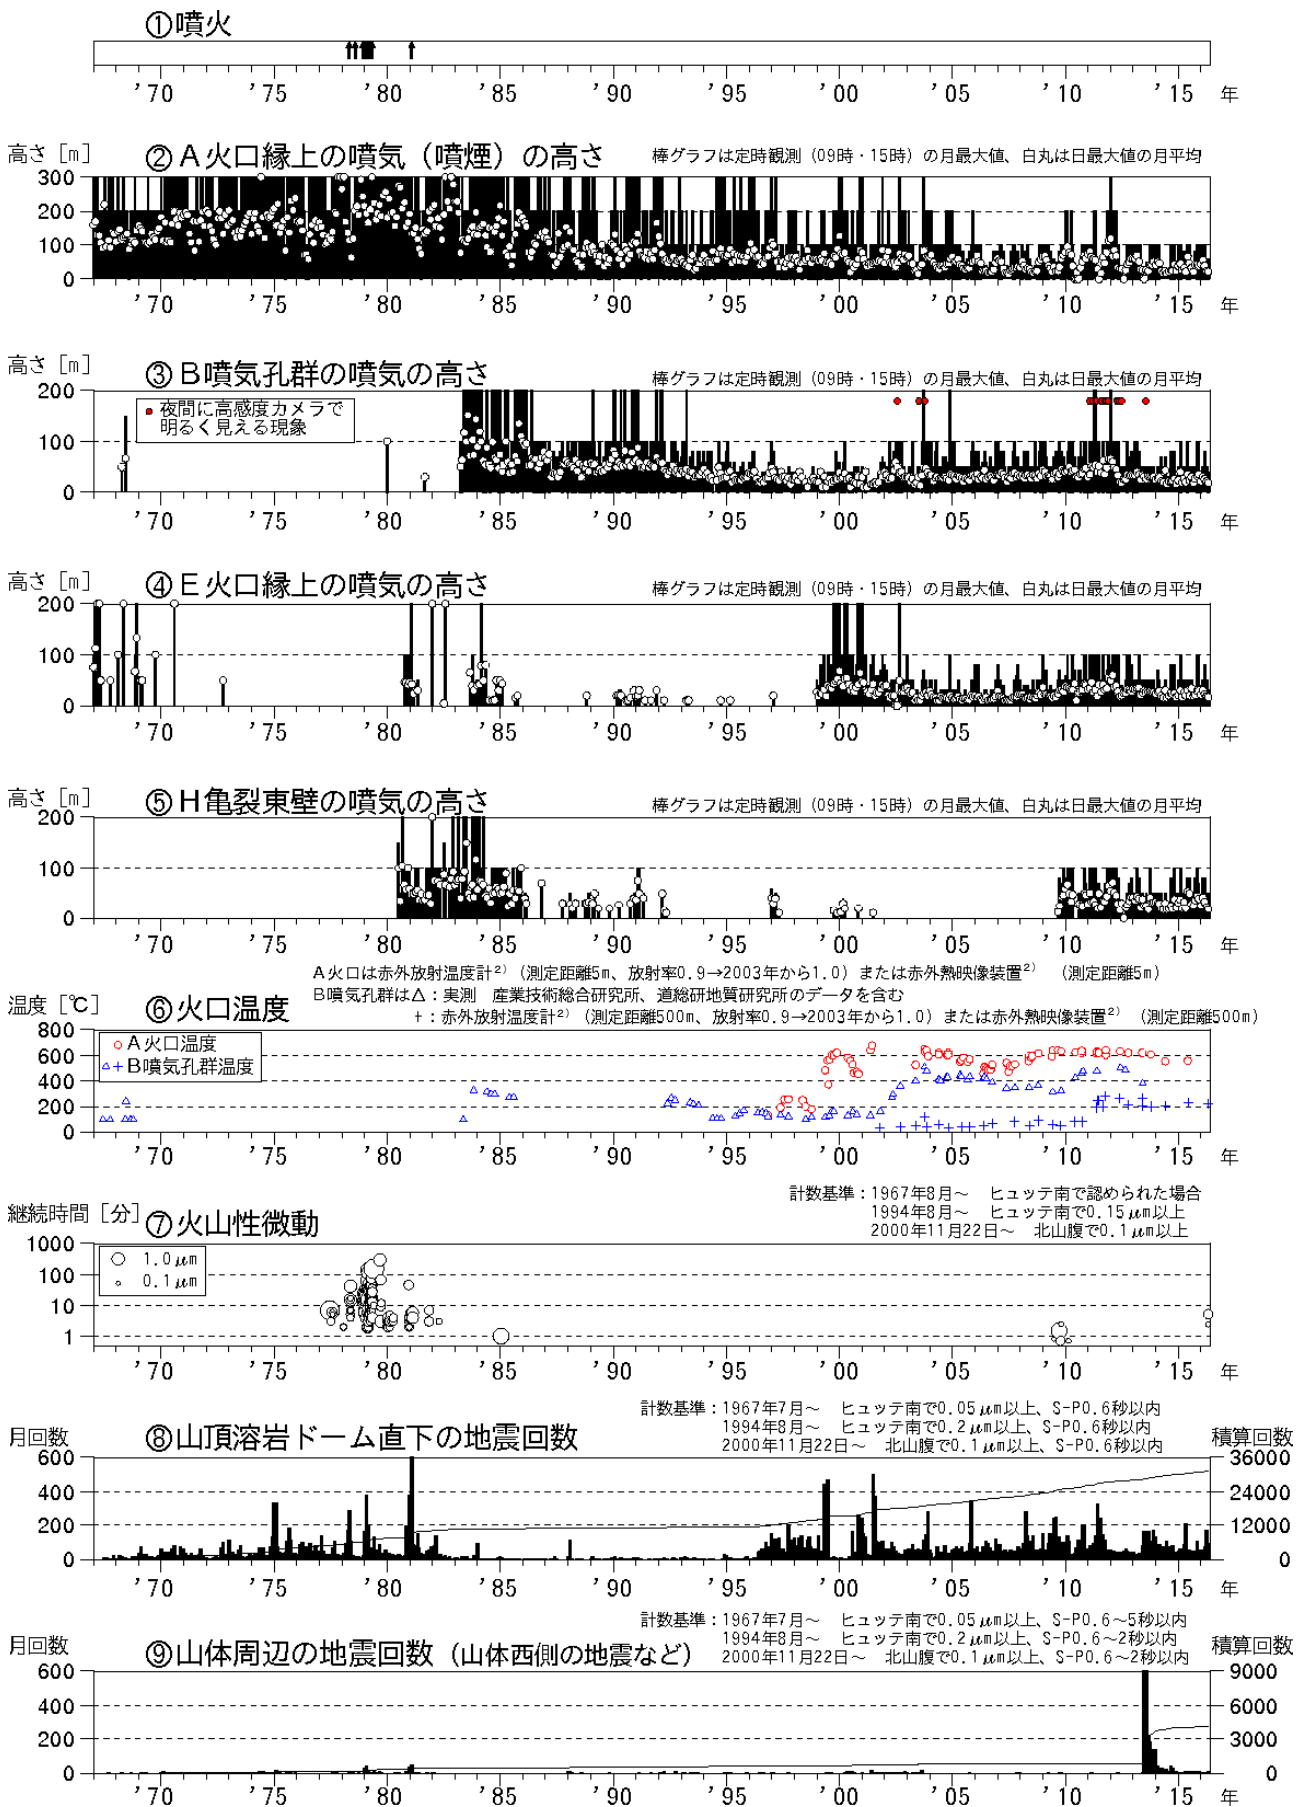 ①噴火
'70 '75 '80 '85 '90 '95 '00 '05 '10 '15 年
高さ [m] ②A火口縁上の噴気（噴煙）の高さ 棒グラフは定時観測（09時・15時）の月最大値、白丸は日最大値の月平均
300
200
100
0
'70 '75 '80 '85 '90 '95 '00 '05 '10 '15 年
高さ [m] ③B噴気孔群の噴気の高さ 棒グラフは定時観測（09時・15時）の月最大値、白丸は日最大値の月平均
200
夜間に高感度カメラで
明るく見える現象
100
0
'70 '75 '80 '85 '90 '95 '00 '05 '10 '15 年
高さ [m] ④E火口縁上の噴気の高さ 棒グラフは定時観測（09時・15時）の月最大値、白丸は日最大値の月平均
200
100
0
'70 '75 '80 '85 '90 '95 '00 '05 '10 '15 年
高さ [m] ⑤H亀裂東壁の噴気の高さ 棒グラフは定時観測（09時・15時）の月最大値、白丸は日最大値の月平均
200
100
0
'70 '75 '80 '85 '90 '95 '00 '05 '10 '15 年
A火口は赤外放射温度計2)（測定距離5m、放射率0.9→2003年から1.0）または赤外熱映像装置2)（測定距離5m）
B噴気孔群は△：実測 産業技術総合研究所、道総研地質研究所のデータを含む
＋：赤外放射温度計2)（測定距離500m、放射率0.9→2003年から1.0）または赤外熱映像装置2)（測定距離500m）
温度 [℃] ⑥火口温度
800
A火口温度
600
B噴気孔群温度
400
200
0
'70 '75 '80 '85 '90 '95 '00 '05 '10 '15 年
計数基準：1967年8月～ ヒュッテ南で認められた場合
1994年8月～ ヒュッテ南で0.15μm以上
2000年11月22日～ 北山腹で0.1μm以上
継続時間 [分] ⑦火山性微動
1000
1.0μm
100
0.1μm
10
1
'70 '75 '80 '85 '90 '95 '00 '05 '10 '15 年
計数基準：1967年7月～ ヒュッテ南で0.05μm以上、S-P0.6秒以内
1994年8月～ ヒュッテ南で0.2μm以上、S-P0.6秒以内
2000年11月22日～ 北山腹で0.1μm以上、S-P0.6秒以内
月回数 ⑧山頂溶岩ドーム直下の地震回数 積算回数
600 36000
400 24000
200 12000
0 0
'70 '75 '80 '85 '90 '95 '00 '05 '10 '15 年
計数基準：1967年7月～ ヒュッテ南で0.05μm以上、S-P0.6～5秒以内
1994年8月～ ヒュッテ南で0.2μm以上、S-P0.6～2秒以内
2000年11月22日～ 北山腹で0.1μm以上、S-P0.6～2秒以内
月回数 ⑨山体周辺の地震回数（山体西側の地震など） 積算回数
600 9000
400 6000
200 3000
0 0
'70 '75 '80 '85 '90 '95 '00 '05 '10 '15 年